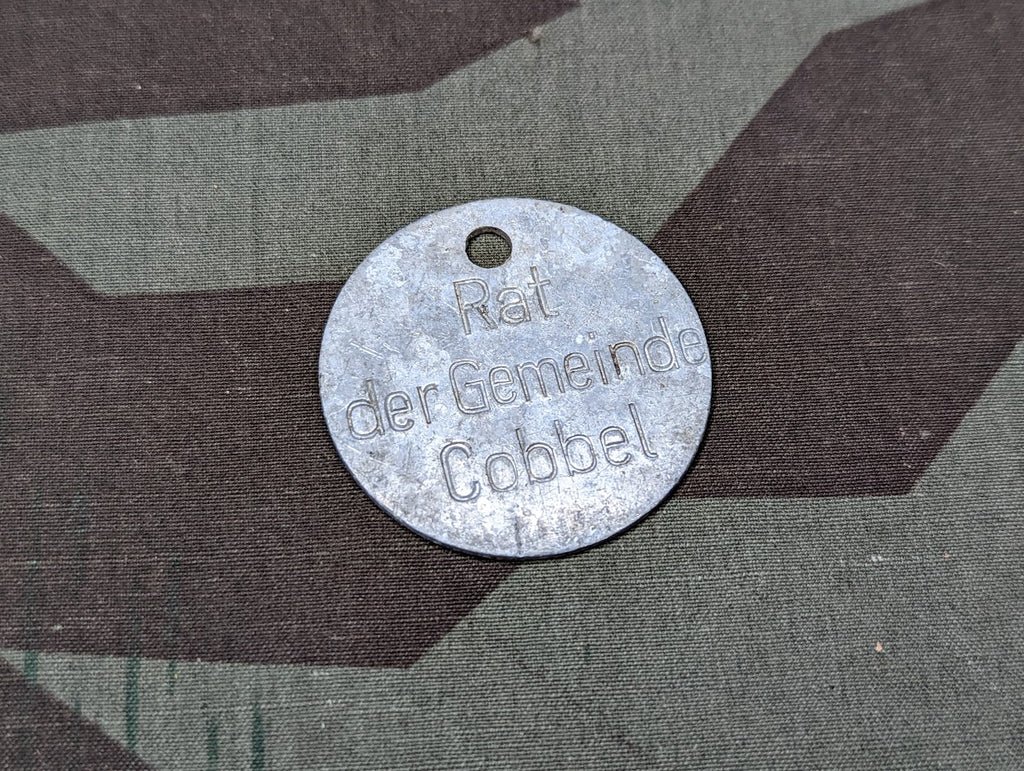 Rat
der Gemeinde
Cobbel